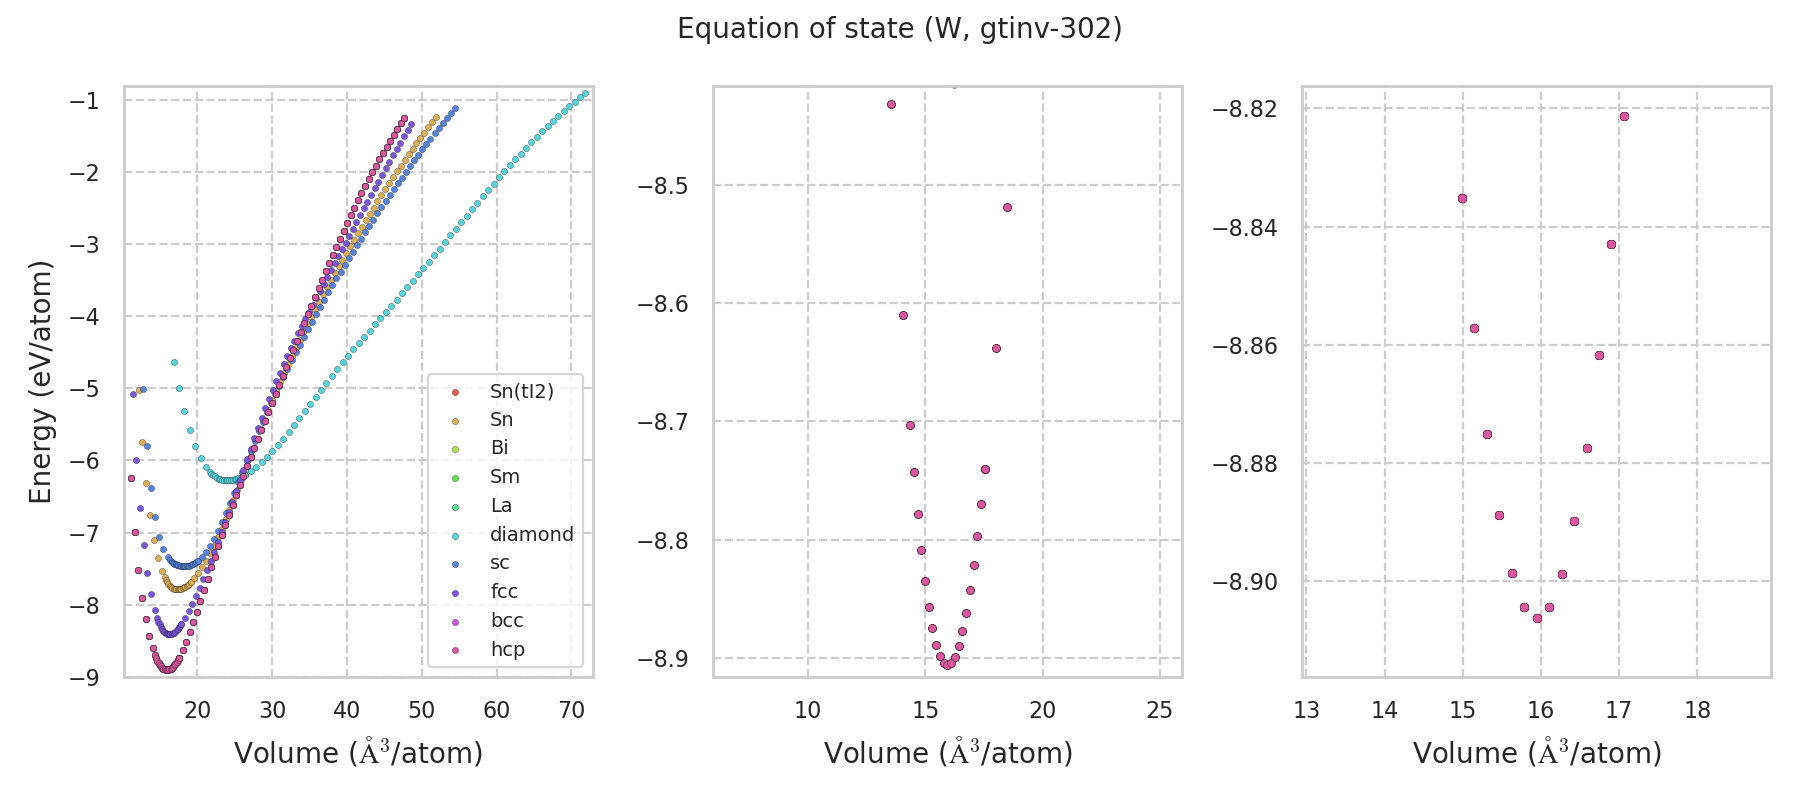 Equation of state (W, gtinv-302)
Energy (eV/atom)
−1
−2
−3
−4
−5
−6
−7
−8
−9
20 30 40 50 60 70
Volume (Å³/atom)
Sn(tI2)
Sn
Bi
Sm
La
diamond
sc
fcc
bcc
hcp
−8.5
−8.6
−8.7
−8.8
−8.9
10 15 20 25
Volume (Å³/atom)
−8.82
−8.84
−8.86
−8.88
−8.90
13 14 15 16 17 18
Volume (Å³/atom)